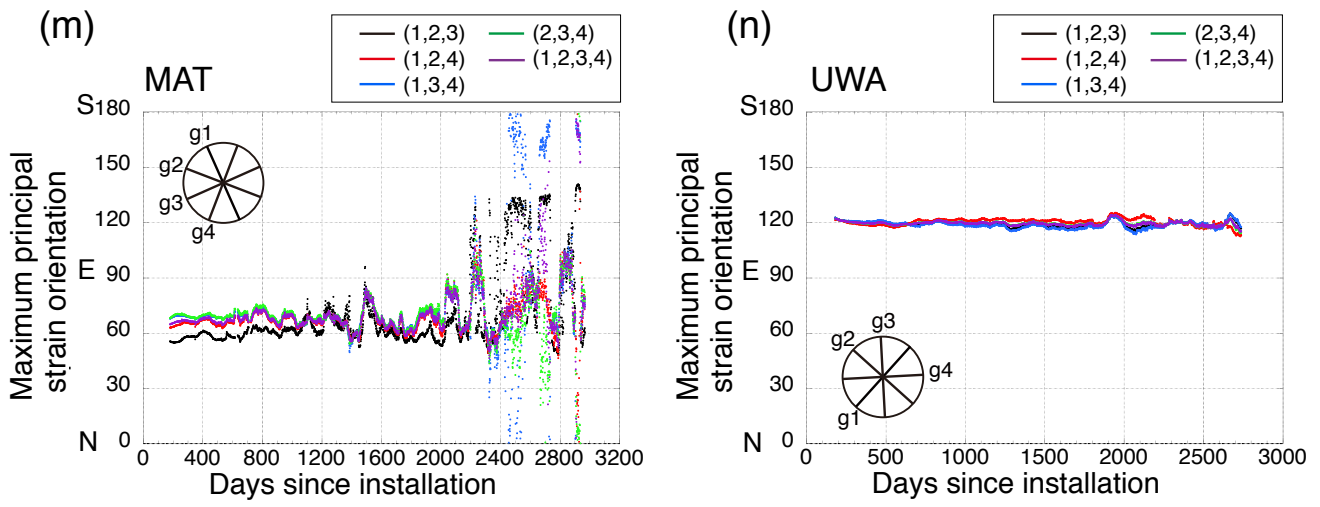 (m)
(1,2,3)
(2,3,4)
(1,2,4)
(1,2,3,4)
(1,3,4)
MAT
Maximum principal
strain orientation
S180
150
120
E 90
60
30
N 0
g1
g2
g3
g4
0 400 800 1200 1600 2000 2400 2800 3200
Days since installation
(n)
(1,2,3)
(2,3,4)
(1,2,4)
(1,2,3,4)
(1,3,4)
UWA
Maximum principal
strain orientation
S180
150
120
E 90
60
30
N 0
g3
g2
g4
g1
0 500 1000 1500 2000 2500 3000
Days since installation